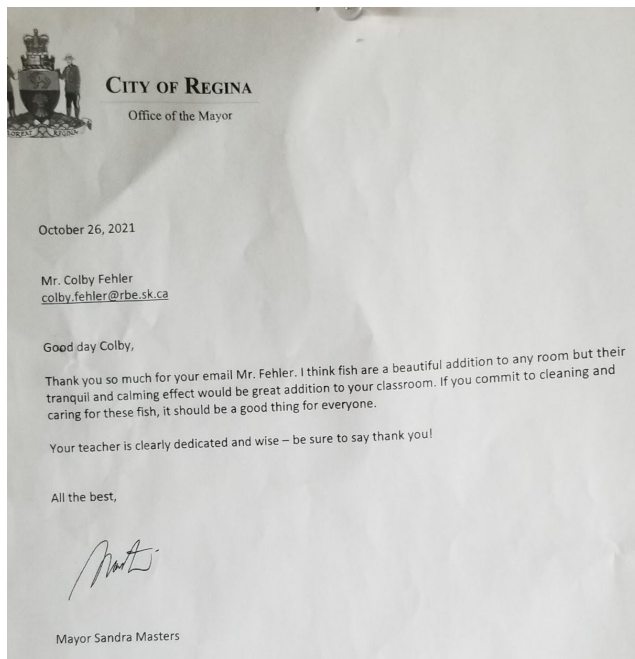 CITY OF REGINA
Office of the Mayor
October 26, 2021
Mr. Colby Fehler
colby.fehler@rbe.sk.ca
Good day Colby,
Thank you so much for your email Mr. Fehler. I think fish are a beautiful addition to any room but their
tranquil and calming effect would be great addition to your classroom. If you commit to cleaning and
caring for these fish, it should be a good thing for everyone.
Your teacher is clearly dedicated and wise – be sure to say thank you!
All the best,
Mayor Sandra Masters